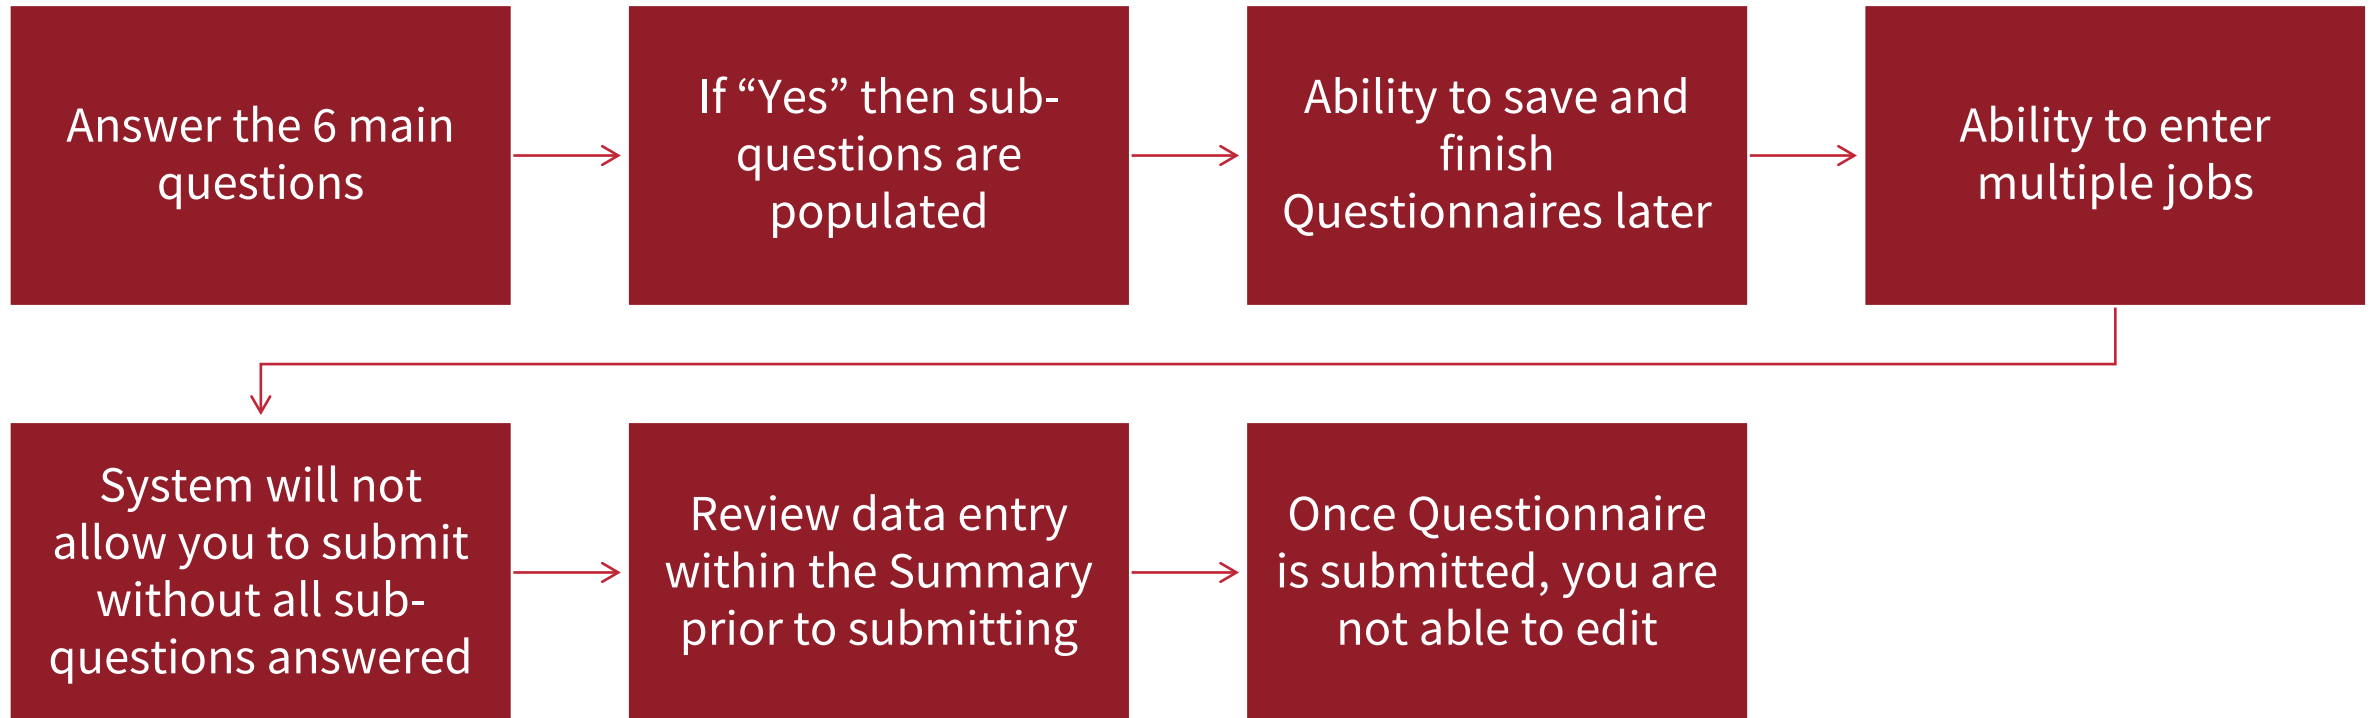 Answer the 6 main
questions
If “Yes” then sub-
questions are
populated
Ability to save and
finish
Questionnaires later
Ability to enter
multiple jobs
System will not
allow you to submit
without all sub-
questions answered
Review data entry
within the Summary
prior to submitting
Once Questionnaire
is submitted, you are
not able to edit